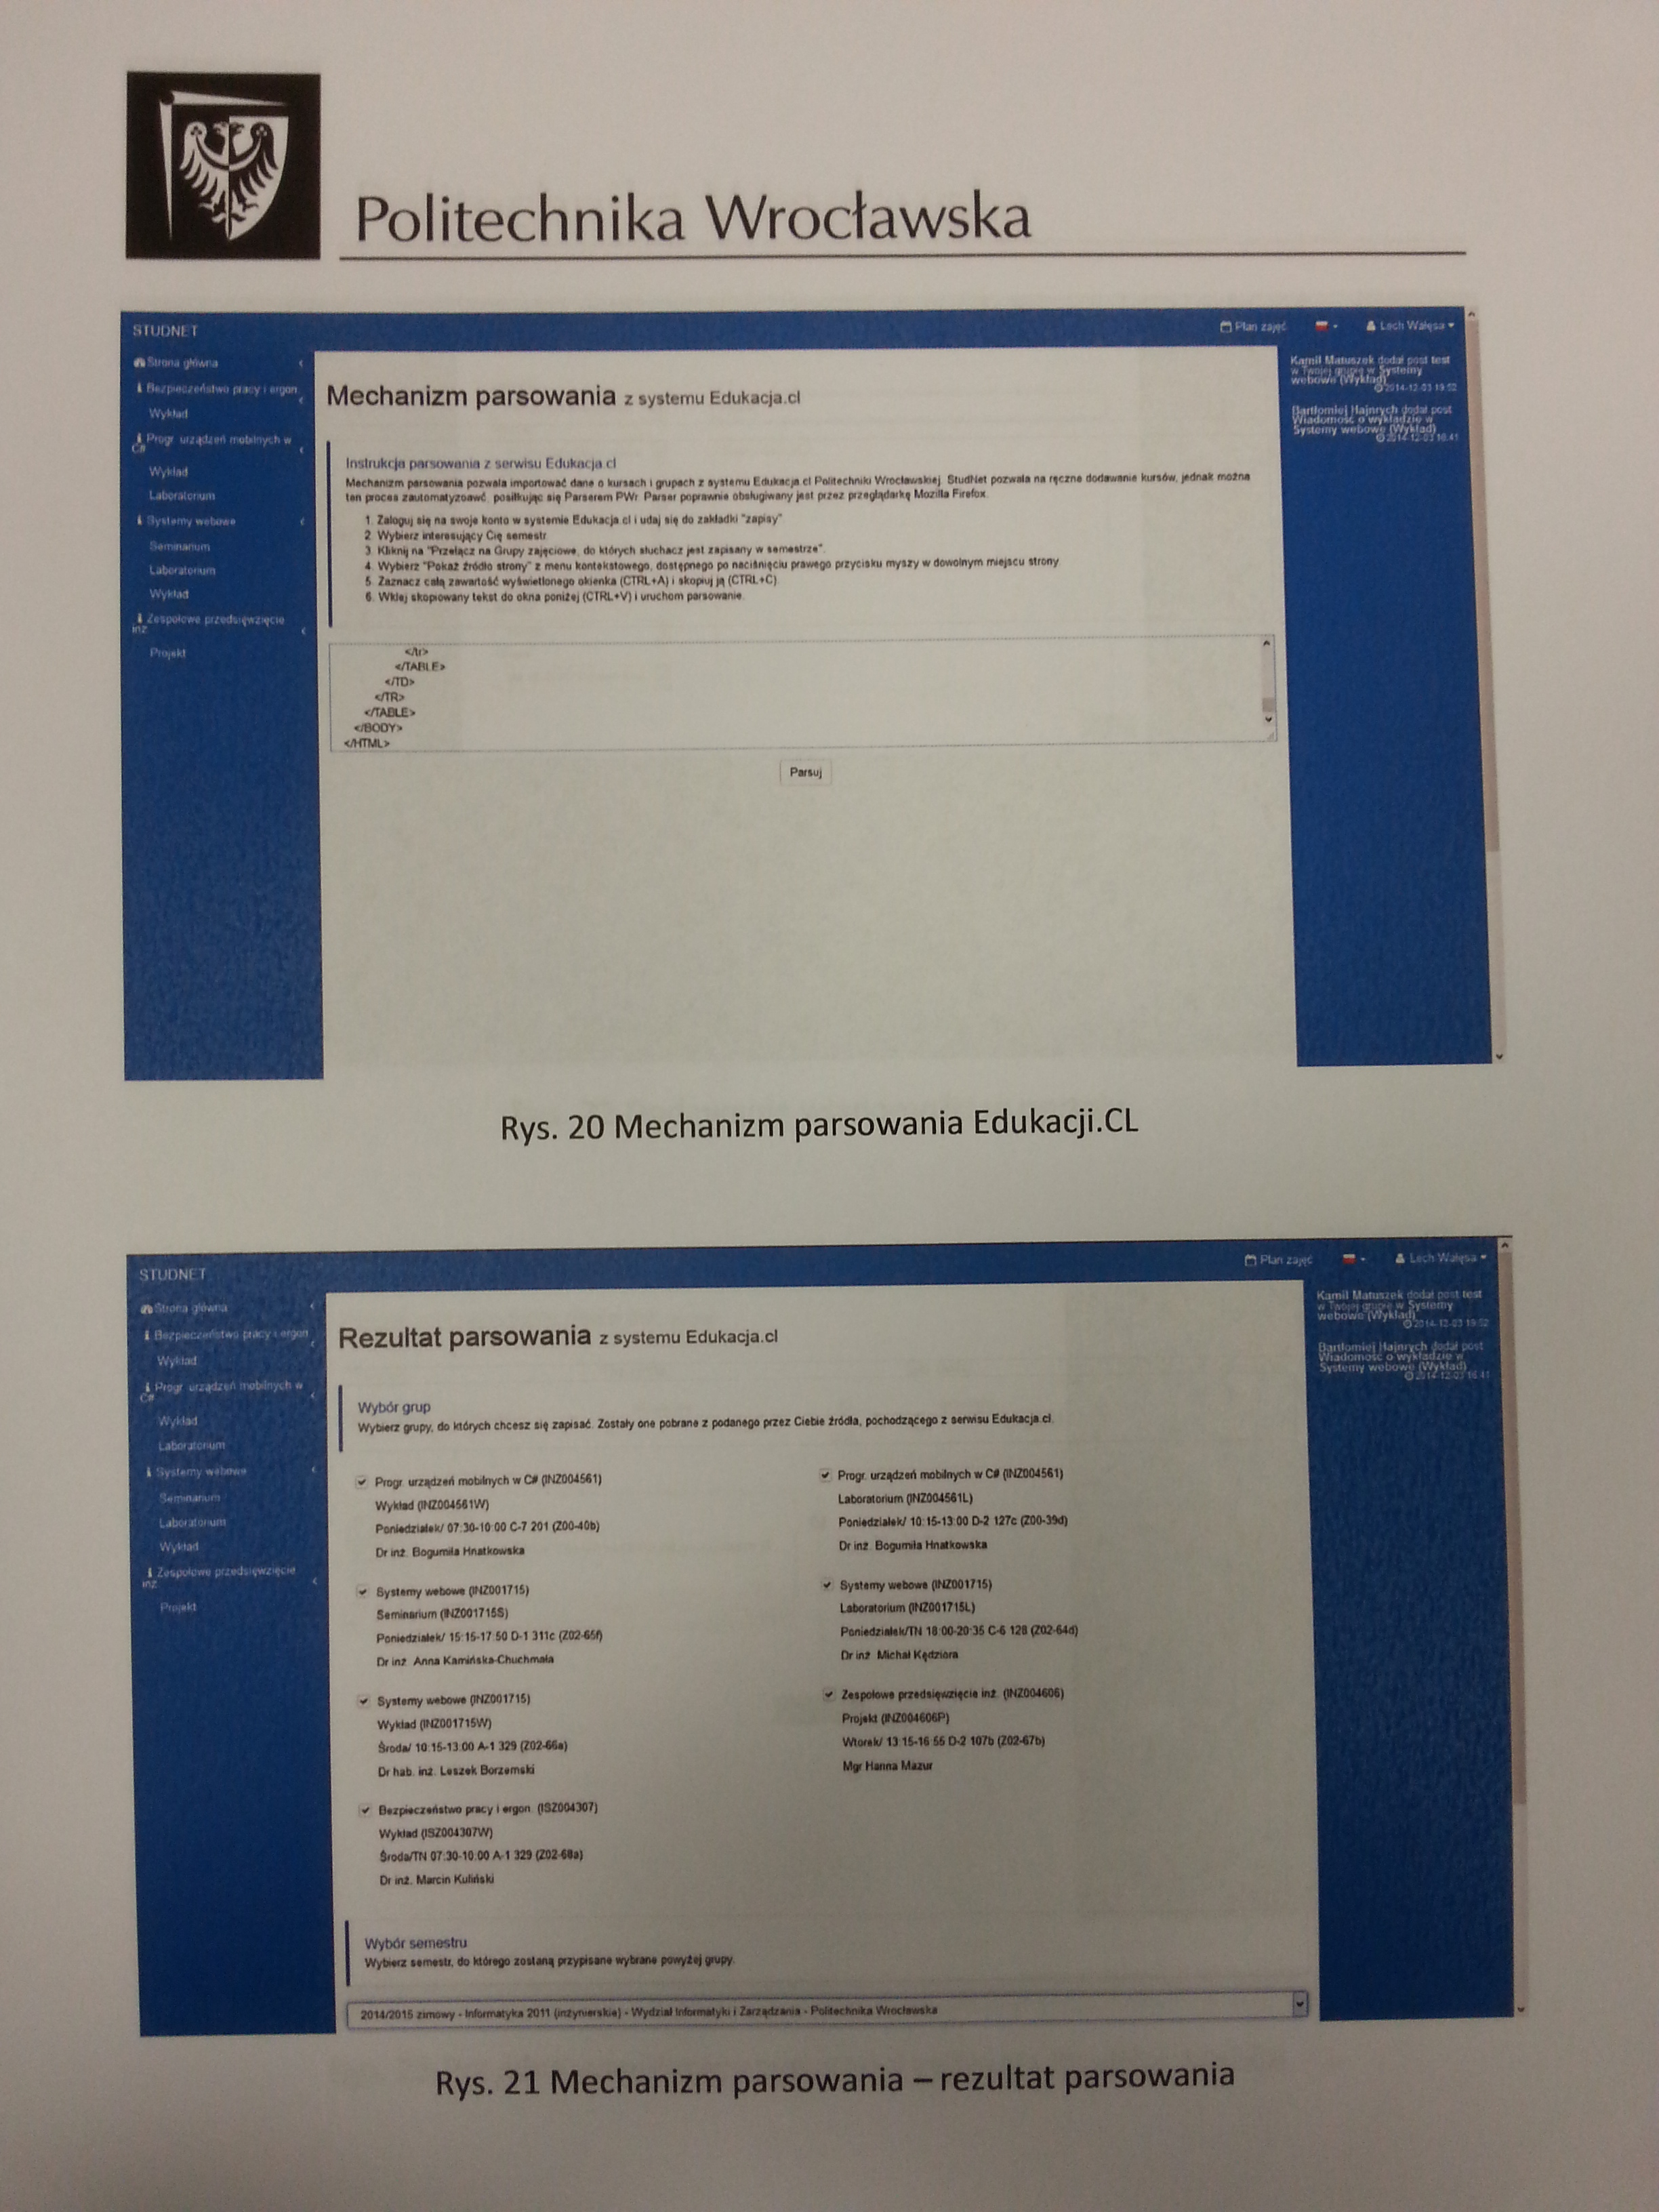 Politechnika Wrocławska
STUDNET
Plan zajęć
Lech Wałęsa
Strona główna
Bezpieczeństwo pracy i ergon.
Wykład
Progr. urządzeń mobilnych w
C#
Wykład
Laboratorium
Systemy webowe
Seminarium
Laboratorium
Wykład
Zespołowe przedsięwzięcie
inż.
Projekt
Mechanizm parsowania z systemu Edukacja.cl
Instrukcja parsowania z serwisu Edukacja.cl
Mechanizm parsowania pozwala importować dane o kursach i grupach z systemu Edukacja.cl Politechniki Wrocławskiej. StudNet pozwala na ręczne dodawanie kursów, jednak można
ten proces zautomatyzoawć, posiłkując się Parserem PWr. Parser poprawnie obsługiwany jest przez przeglądarkę Mozilla Firefox.
1. Zaloguj się na swoje konto w systemie Edukacja.cl i udaj się do zakładki "zapisy"
2. Wybierz interesujący Cię semestr.
3. Kliknij na "Przełącz na Grupy zajęciowe, do których słuchacz jest zapisany w semestrze".
4. Wybierz "Pokaż źródło strony" z menu kontekstowego, dostępnego po naciśnięciu prawego przycisku myszy w dowolnym miejscu strony.
5. Zaznacz całą zawartość wyświetlonego okienka (CTRL+A) i skopiuj ją (CTRL+C).
6. Wklej skopiowany tekst do okna poniżej (CTRL+V) i uruchom parsowanie.
</tr>
</TABLE>
</TD>
</TR>
</TABLE>
</BODY>
</HTML>
Parsuj
Kamil Matuszek dodał post test
w Twojej grupie w Systemy
webowe (Wykład)
2014-12-03 19:52
Bartłomiej Hajnrych dodał post
Wiadomość o wykładzie w
Systemy webowe (Wykład)
2014-12-03 16:41
Rys. 20 Mechanizm parsowania Edukacji.CL
STUDNET
Plan zajęć
Lech Wałęsa
Strona główna
Bezpieczeństwo pracy i ergon.
Wykład
Progr. urządzeń mobilnych w
C#
Wykład
Laboratorium
Systemy webowe
Seminarium
Laboratorium
Wykład
Zespołowe przedsięwzięcie
inż.
Projekt
Rezultat parsowania z systemu Edukacja.cl
Wybór grup
Wybierz grupy, do których chcesz się zapisać. Zostały one pobrane z podanego przez Ciebie źródła, pochodzącego z serwisu Edukacja.cl.
Progr. urządzeń mobilnych w C# (INZ004561)
Wykład (INZ004561W)
Poniedziałek/ 07:30-10:00 C-7 201 (Z00-40b)
Dr inż. Bogumiła Hnatkowska
Progr. urządzeń mobilnych w C# (INZ004561)
Laboratorium (INZ004561L)
Poniedziałek/ 10:15-13:00 D-2 127c (Z00-39d)
Dr inż. Bogumiła Hnatkowska
Systemy webowe (INZ001715)
Seminarium (INZ001715S)
Poniedziałek/ 15:15-17:50 D-1 311c (Z02-65f)
Dr inż. Anna Kamińska-Chuchmała
Systemy webowe (INZ001715)
Laboratorium (INZ001715L)
Poniedziałek/TN 18:00-20:35 C-6 128 (Z02-64d)
Dr inż. Michał Kędziora
Systemy webowe (INZ001715)
Wykład (INZ001715W)
Środa/ 10:15-13:00 A-1 329 (Z02-66a)
Dr hab. inż. Leszek Borzemski
Zespołowe przedsięwzięcie inż. (INZ004606)
Projekt (INZ004606P)
Wtorek/ 13:15-16:55 D-2 107b (Z02-67b)
Mgr Hanna Mazur
Bezpieczeństwo pracy i ergon. (ISZ004307)
Wykład (ISZ004307W)
Środa/TN 07:30-10:00 A-1 329 (Z02-68a)
Dr inż. Marcin Kuliński
Wybór semestru
Wybierz semestr, do którego zostaną przypisane wybrane powyżej grupy.
2014/2015 zimowy - Informatyka 2011 (inżynierskie) - Wydział Informatyki i Zarządzania - Politechnika Wrocławska
Kamil Matuszek dodał post test
w Twojej grupie w Systemy
webowe (Wykład)
2014-12-03 19:52
Bartłomiej Hajnrych dodał post
Wiadomość o wykładzie w
Systemy webowe (Wykład)
2014-12-03 16:41
Rys. 21 Mechanizm parsowania – rezultat parsowania